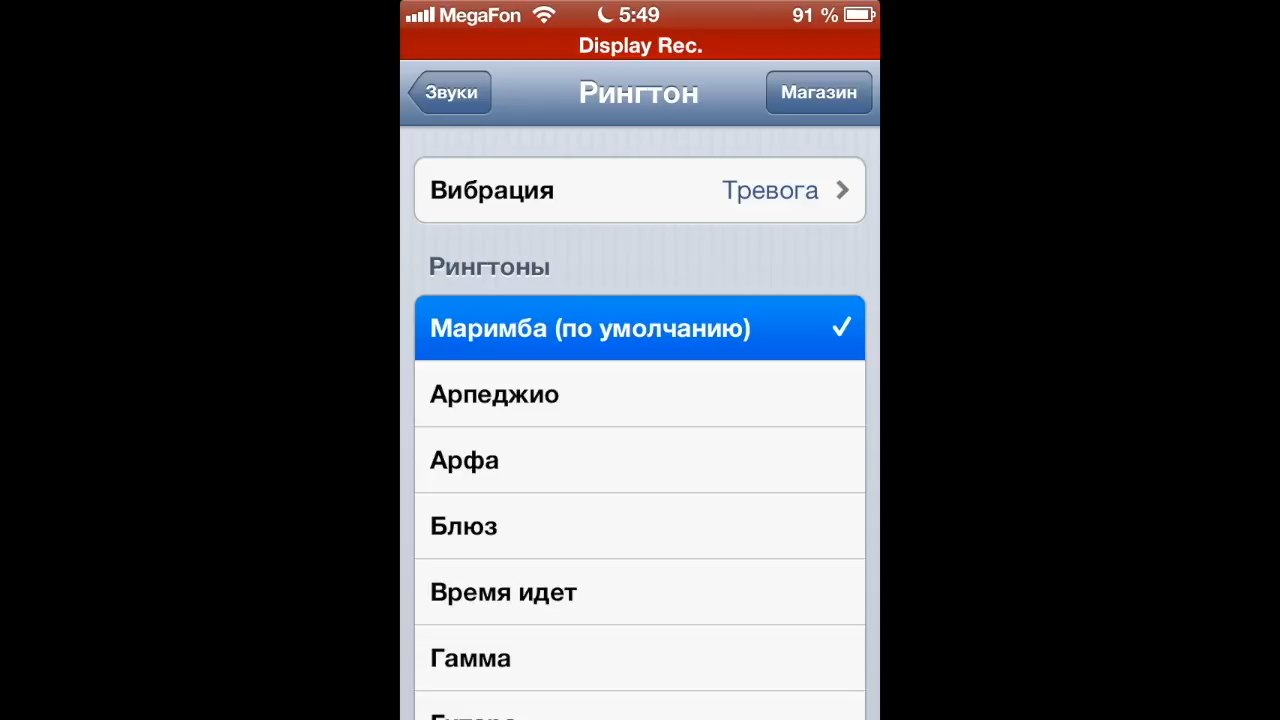 MegaFon 5:49 91 %
Display Rec.
Звуки Рингтон Магазин
Вибрация Тревога
Рингтоны
Маримба (по умолчанию)
Арпеджио
Арфа
Блюз
Время идет
Гамма